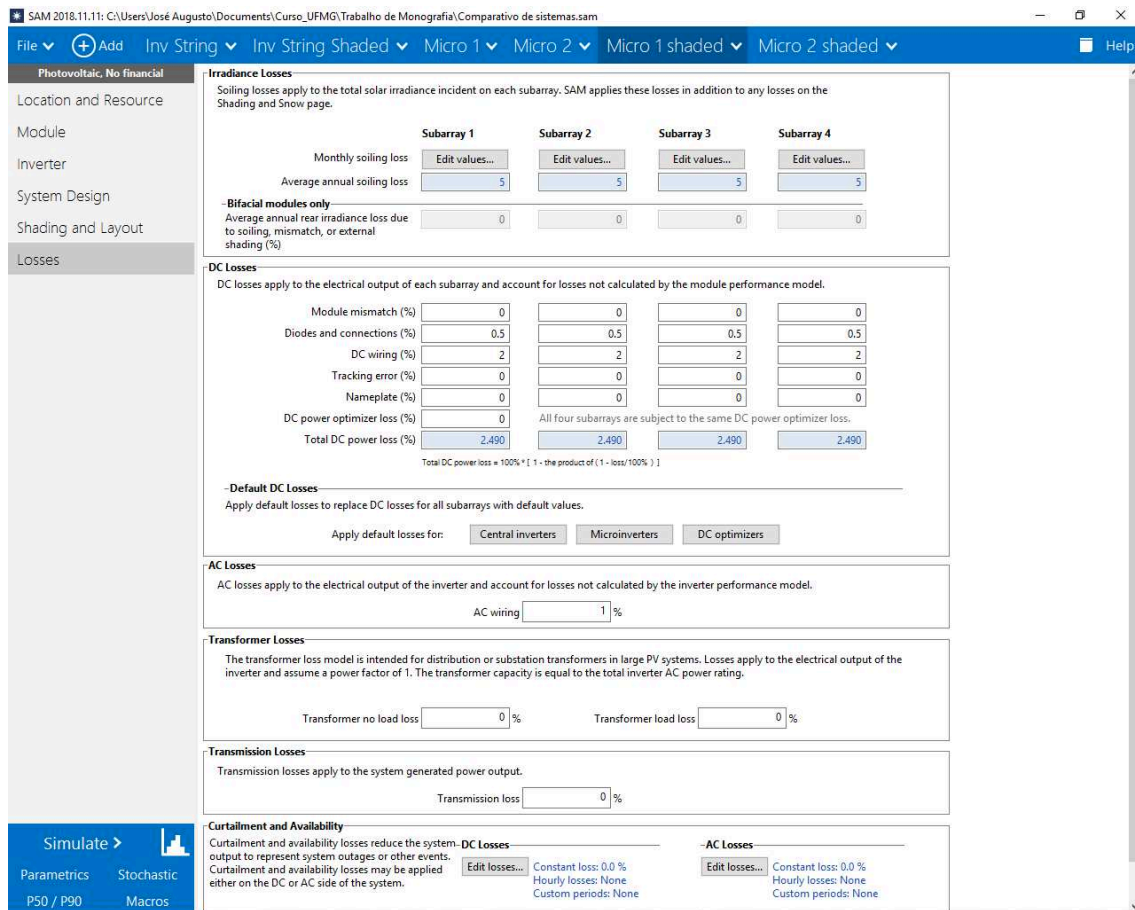 SAM 2018.11.11: C:\Users\José Augusto\Documents\Curso_UFMG\Trabalho de Monografia\Comparativo de sistemas.sam
File Add Inv String Inv String Shaded Micro 1 Micro 2 Micro 1 shaded Micro 2 shaded Help
Photovoltaic, No financial
Location and Resource
Module
Inverter
System Design
Shading and Layout
Losses
Irradiance Losses
Soiling losses apply to the total solar irradiance incident on each subarray. SAM applies these losses in addition to any losses on the
Shading and Snow page.
Subarray 1 Subarray 2 Subarray 3 Subarray 4
Monthly soiling loss Edit values... Edit values... Edit values... Edit values...
Average annual soiling loss 5 5 5 5
Bifacial modules only
Average annual rear irradiance loss due
to soiling, mismatch, or external
shading (%)
0 0 0 0
DC Losses
DC losses apply to the electrical output of each subarray and account for losses not calculated by the module performance model.
Module mismatch (%) 0 0 0 0
Diodes and connections (%) 0.5 0.5 0.5 0.5
DC wiring (%) 2 2 2 2
Tracking error (%) 0 0 0 0
Nameplate (%) 0 0 0 0
DC power optimizer loss (%) 0 All four subarrays are subject to the same DC power optimizer loss.
Total DC power loss (%) 2.490 2.490 2.490 2.490
Total DC power loss = 100% * [ 1 - the product of ( 1 - loss/100% ) ]
Default DC Losses
Apply default losses to replace DC losses for all subarrays with default values.
Apply default losses for: Central inverters Microinverters DC optimizers
AC Losses
AC losses apply to the electrical output of the inverter and account for losses not calculated by the inverter performance model.
AC wiring 1 %
Transformer Losses
The transformer loss model is intended for distribution or substation transformers in large PV systems. Losses apply to the electrical output of the
inverter and assume a power factor of 1. The transformer capacity is equal to the total inverter AC power rating.
Transformer no load loss 0 % Transformer load loss 0 %
Transmission Losses
Transmission losses apply to the system generated power output.
Transmission loss 0 %
Curtailment and Availability
Curtailment and availability losses reduce the system
output to represent system outages or other events.
Curtailment and availability losses may be applied
either on the DC or AC side of the system.
DC Losses
Edit losses... Constant loss: 0.0 %
Hourly losses: None
Custom periods: None
AC Losses
Edit losses... Constant loss: 0.0 %
Hourly losses: None
Custom periods: None
Simulate >
Parametrics Stochastic
P50 / P90 Macros